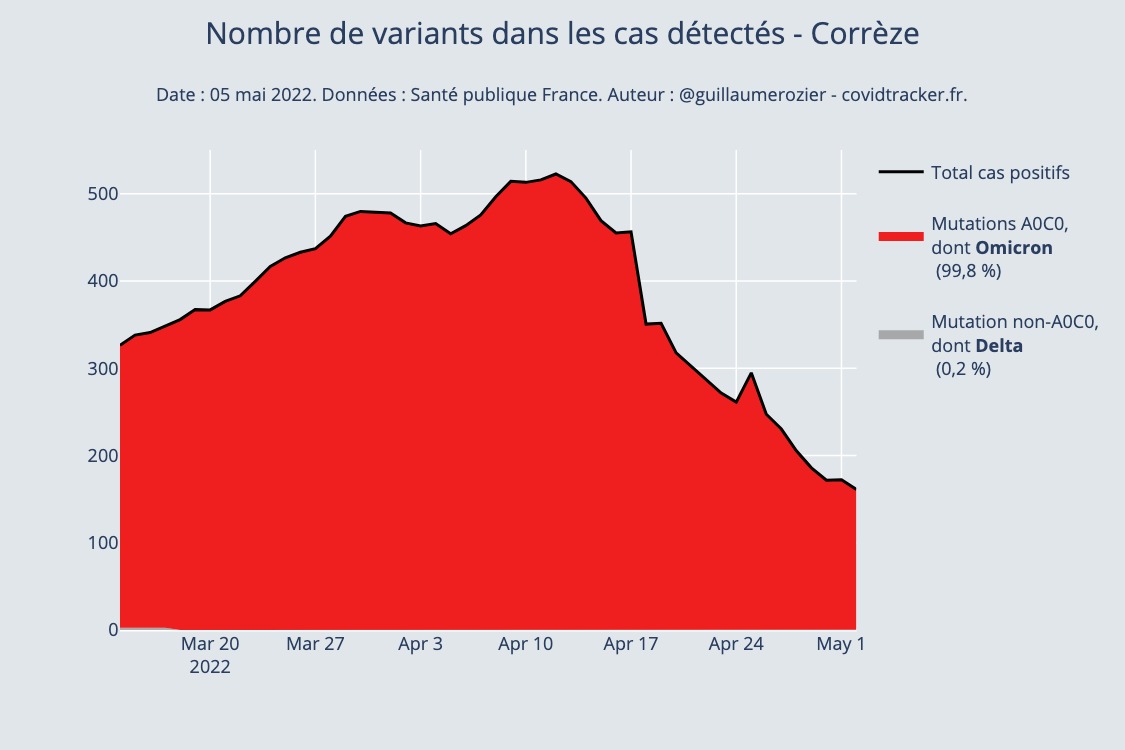 Nombre de variants dans les cas détectés - Corrèze
Date : 05 mai 2022. Données : Santé publique France. Auteur : @guillaumerozier - covidtracker.fr.
Total cas positifs
Mutations A0C0,
dont Omicron
(99,8 %)
Mutation non-A0C0,
dont Delta
(0,2 %)
500
400
300
200
100
0
Mar 20
2022
Mar 27
Apr 3
Apr 10
Apr 17
Apr 24
May 1